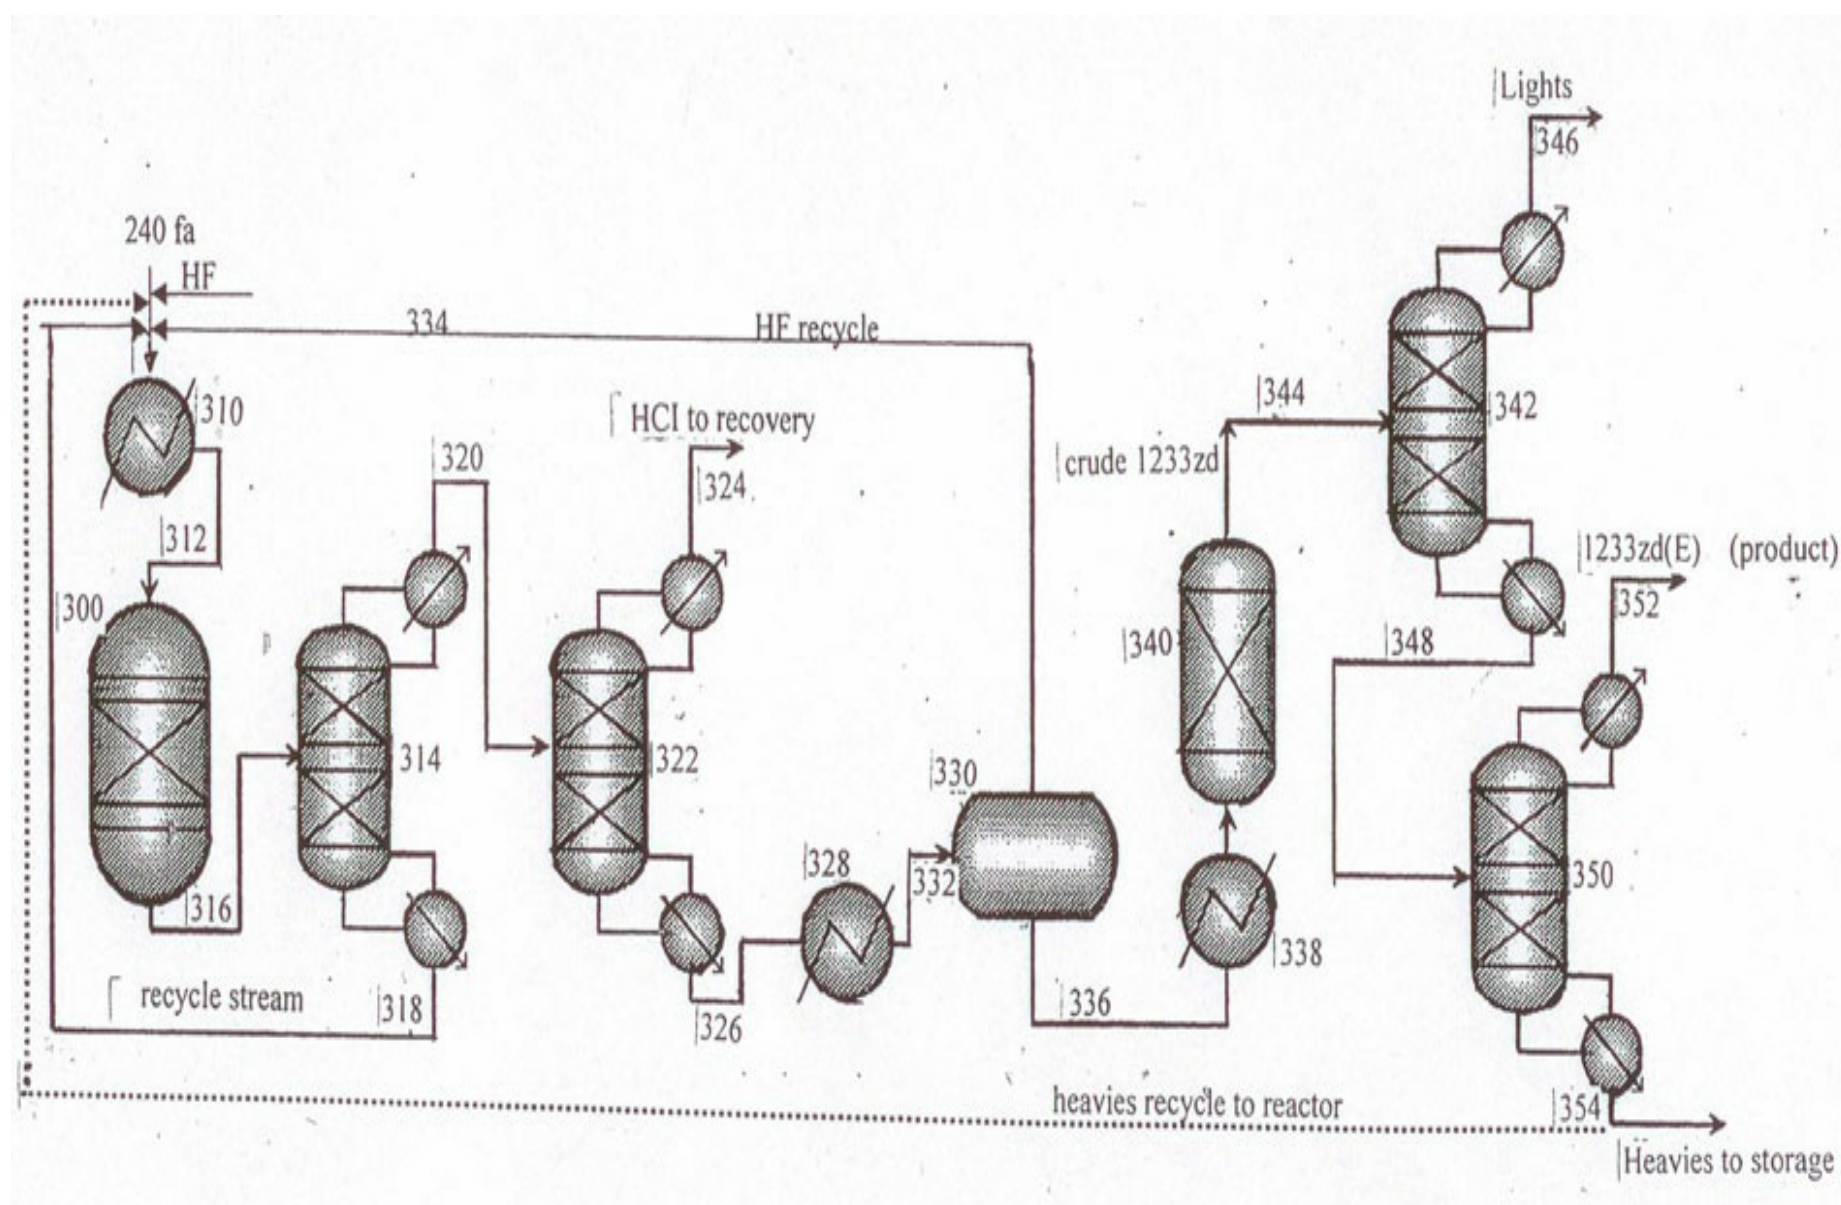 Lights
346
240 fa
HF
334
HF recycle
310
344
342
HCI to recovery
320
324
crude 1233zd
312
1233zd(E) (product)
352
300
340
348
314
322
330
350
316
328
332
338
recycle stream
318
326
336
heavies recycle to reactor
354
Heavies to storage